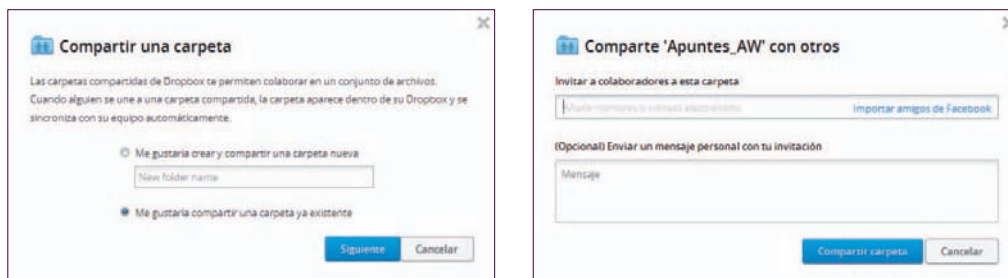 Compartir una carpeta
Las carpetas compartidas de Dropbox te permiten colaborar en un conjunto de archivos.
Cuando alguien se une a una carpeta compartida, la carpeta aparece dentro de su Dropbox y se
sincroniza con su equipo automáticamente.
Me gustaría crear y compartir una carpeta nueva
New folder name
Me gustaría compartir una carpeta ya existente
Siguiente
Cancelar
Comparte 'Apuntes_AW' con otros
Invitar a colaboradores a esta carpeta
Importar amigos de Facebook
(Opcional) Enviar un mensaje personal con tu invitación
Mensaje
Compartir carpeta
Cancelar